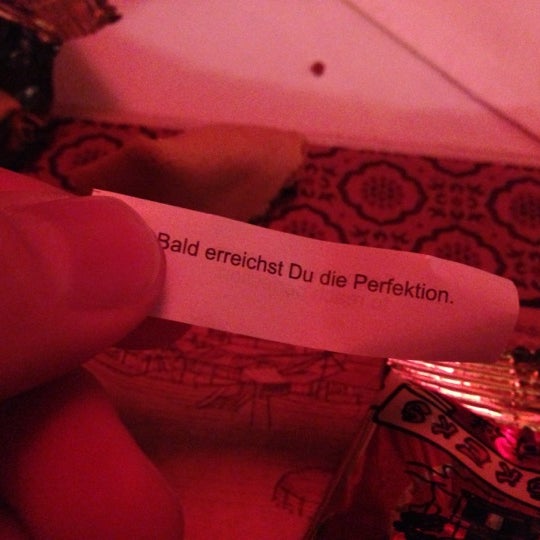 Bald erreichst Du die Perfektion.